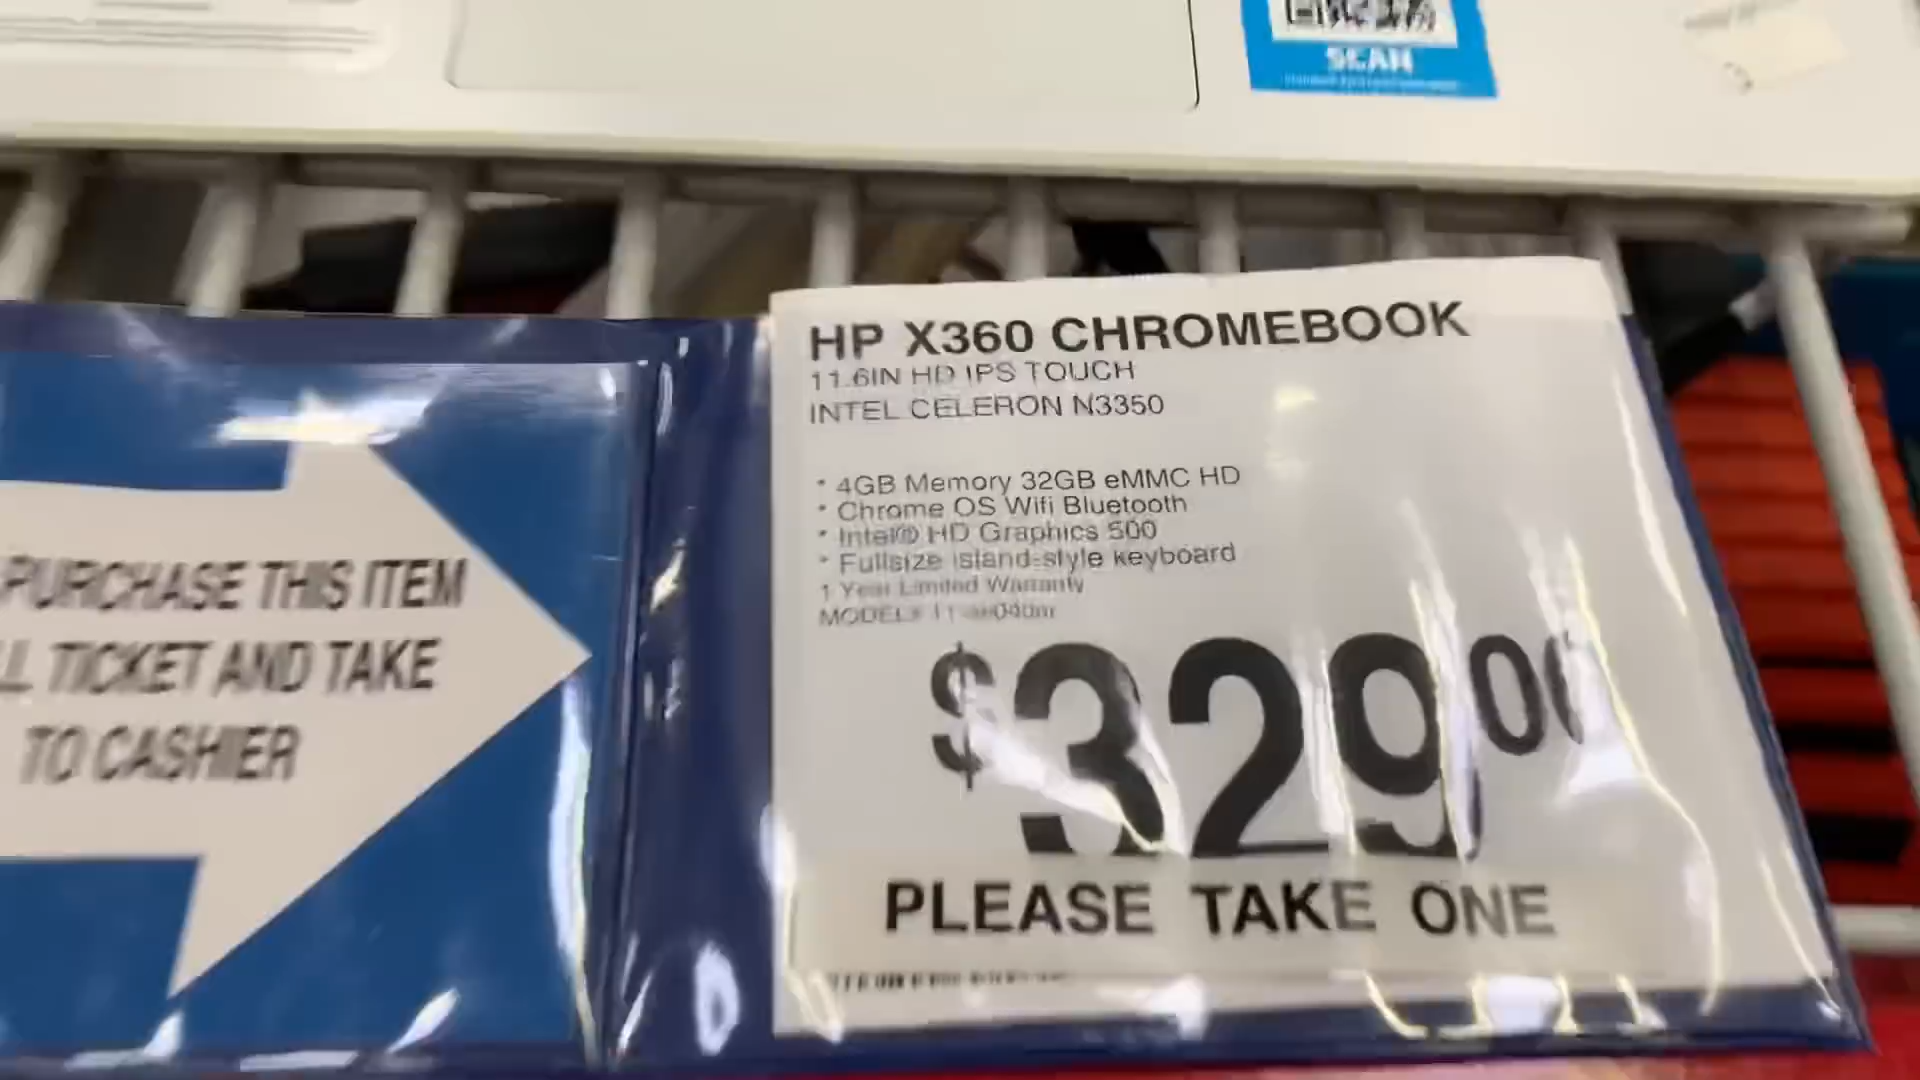 SCAN
PURCHASE THIS ITEM
TICKET AND TAKE
TO CASHIER
HP X360 CHROMEBOOK
11.6IN HD IPS TOUCH
INTEL CELERON N3350
* 4GB Memory 32GB eMMC HD
* Chrome OS Wifi Bluetooth
* Intel® HD Graphics 500
* Fullsize island-style keyboard
1 Year Limited Warranty
MODEL#
$329 00
PLEASE TAKE ONE